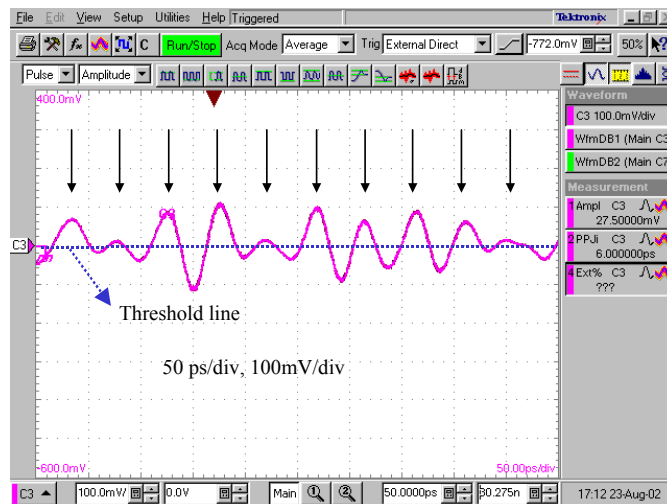 File Edit View Setup Utilities Help Triggered Tektronix
C Run/Stop Acq Mode Average Trig External Direct -772.0mV 50%
Pulse Amplitude
400.0mV
Waveform
C3 100.0mV/div
WfmDB1 (Main C3
WfmDB2 (Main C7
Measurement
1 Ampl C3
27.50000mV
2 PPJi C3
6.000000ps
4 Ext% C3
???
C3
Threshold line
50 ps/div, 100mV/div
-600.0mV 50.00ps/div
C3 100.0mV/ 0.0V Main 50.0000ps 30.275n 17:12 23-Aug-02